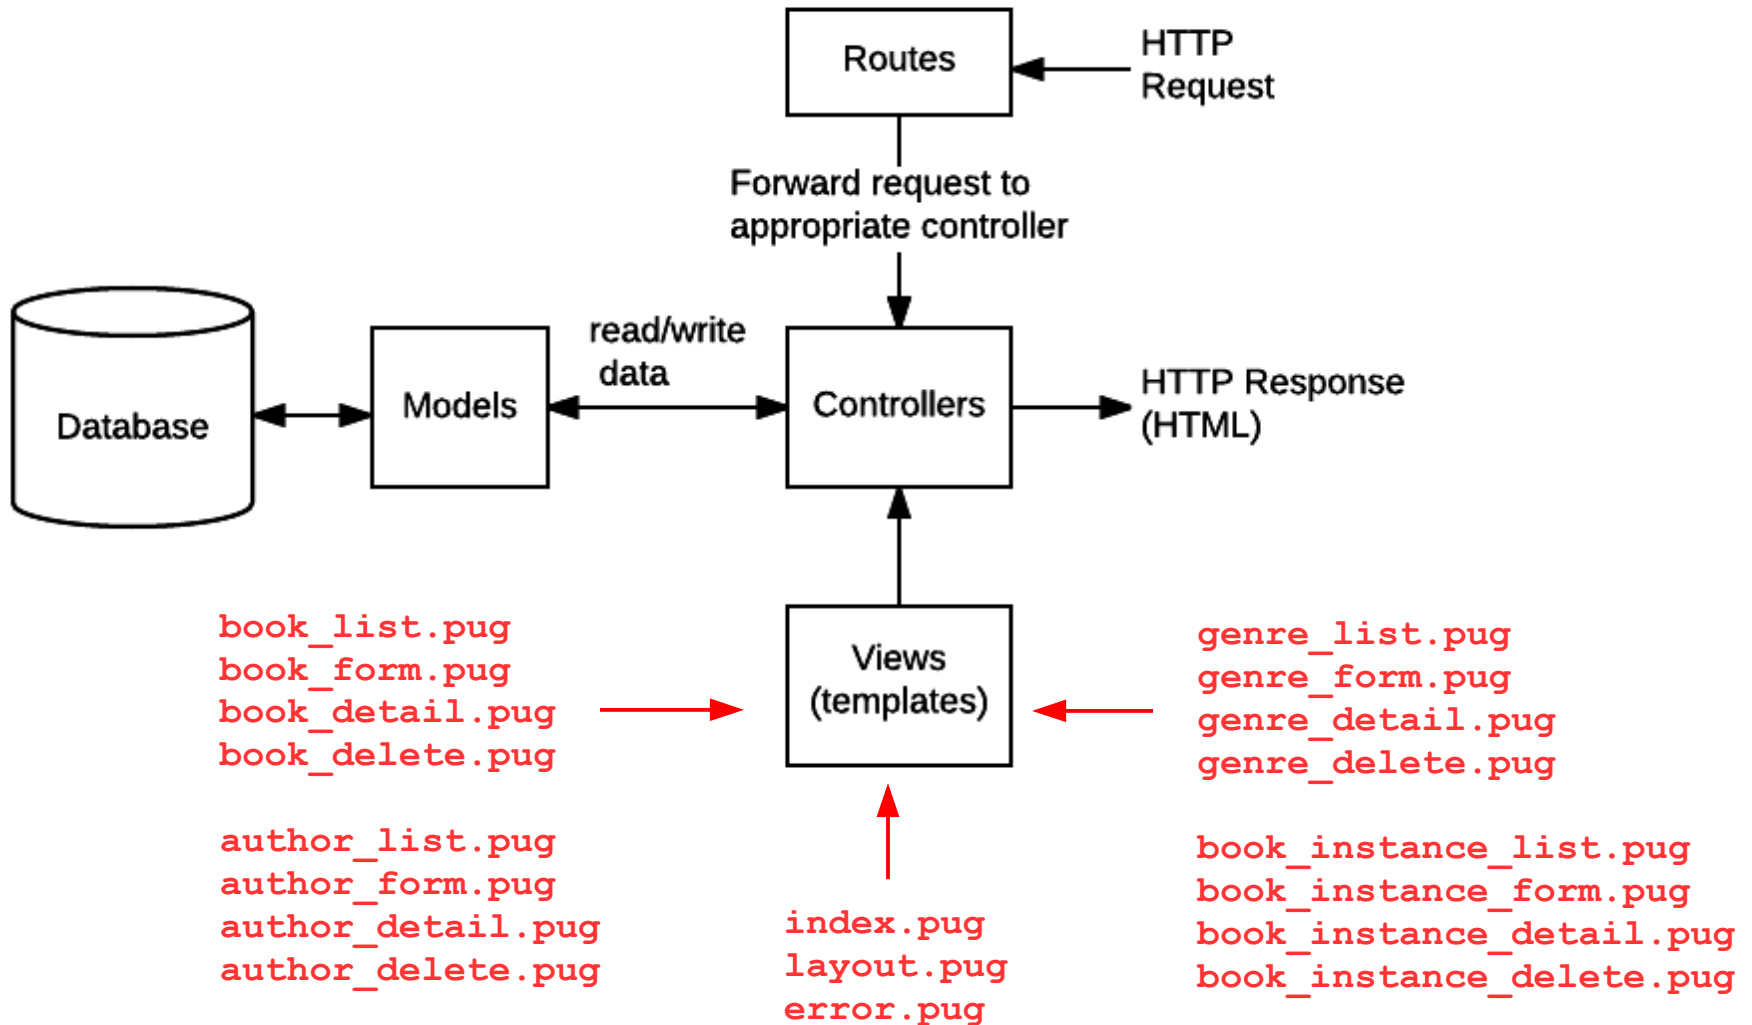 Routes
HTTP
Request
Forward request to
appropriate controller
Database
Models
read/write
data
Controllers
HTTP Response
(HTML)
Views
(templates)
book_list.pug
book_form.pug
book_detail.pug
book_delete.pug
author_list.pug
author_form.pug
author_detail.pug
author_delete.pug
index.pug
layout.pug
error.pug
genre_list.pug
genre_form.pug
genre_detail.pug
genre_delete.pug
book_instance_list.pug
book_instance_form.pug
book_instance_detail.pug
book_instance_delete.pug